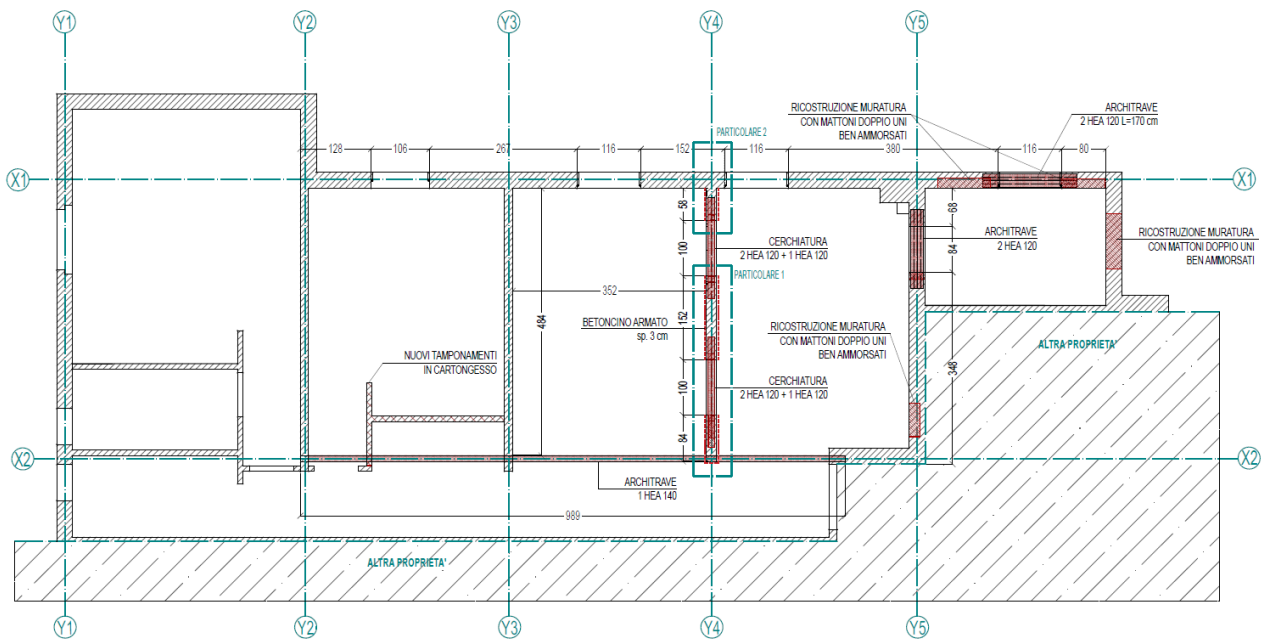 Y1
Y2
Y3
Y4
Y5
RICOSTRUZIONE MURATURA
CON MATTONI DOPPIO UNI
BEN AMMORSATI
ARCHITRAVE
2 HEA 120 L=170 cm
PARTICOLARE 2
128
106
267
116
152
116
380
116
80
X1
X1
58
68
100
CERCHIATURA
2 HEA 120 + 1 HEA 120
ARCHITRAVE
2 HEA 120
84
RICOSTRUZIONE MURATURA
CON MATTONI DOPPIO UNI
BEN AMMORSATI
PARTICOLARE 1
352
484
152
BETONCINO ARMATO
sp. 3 cm
RICOSTRUZIONE MURATURA
CON MATTONI DOPPIO UNI
BEN AMMORSATI
ALTRA PROPRIETA'
NUOVI TAMPONAMENTI
IN CARTONGESSO
348
100
CERCHIATURA
2 HEA 120 + 1 HEA 120
84
X2
X2
ARCHITRAVE
1 HEA 140
989
ALTRA PROPRIETA'
Y1
Y2
Y3
Y4
Y5